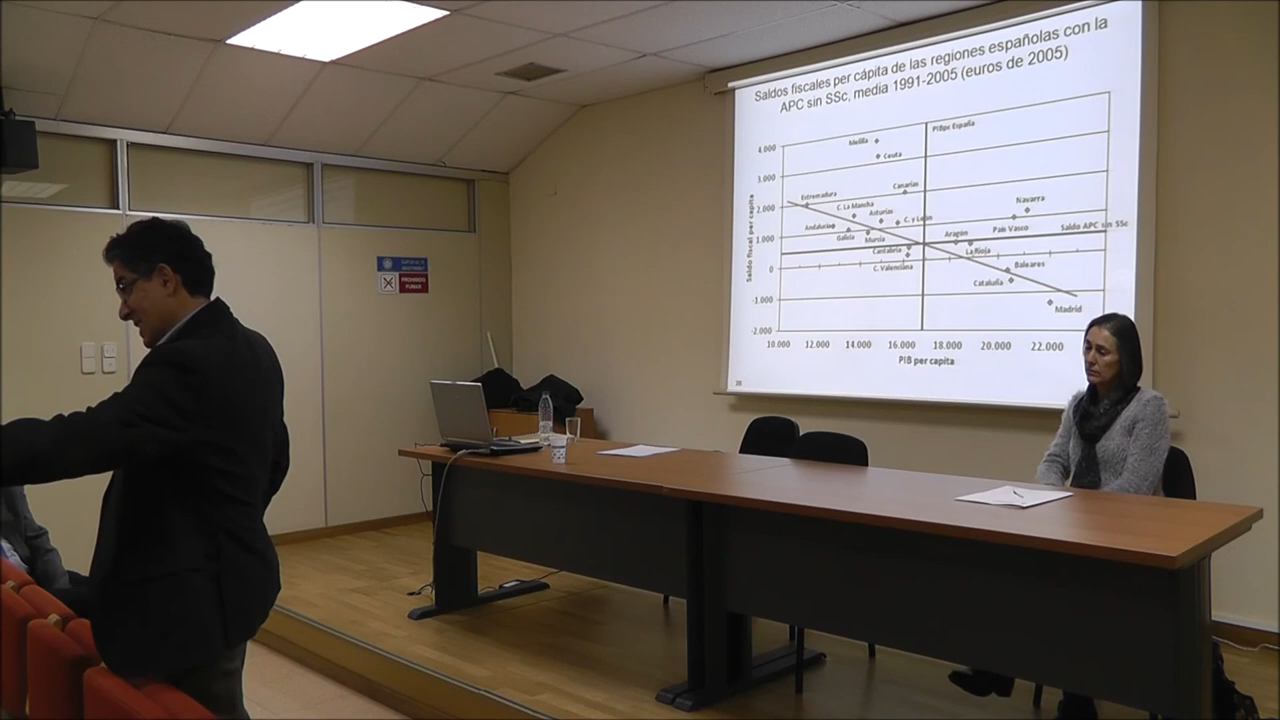 Saldos fiscales per cápita de las regiones españolas con la
APC sin SSc, media 1991-2005 (euros de 2005)
PIBpc España
4.000
Melilla
Ceuta
3.000
Canarias
Extremadura
Navarra
2.000
C. La Mancha
Asturias
C. y León
Andalucía
País Vasco
Saldo APC sin SSc
Galicia
Murcia
Aragón
1.000
Cantabria
La Rioja
0
C. Valenciana
Baleares
Cataluña
-1.000
Madrid
-2.000
Saldo fiscal per capita
10.000 12.000 14.000 16.000 18.000 20.000 22.000
PIB per capita
PROHIBIDO
FUMAR